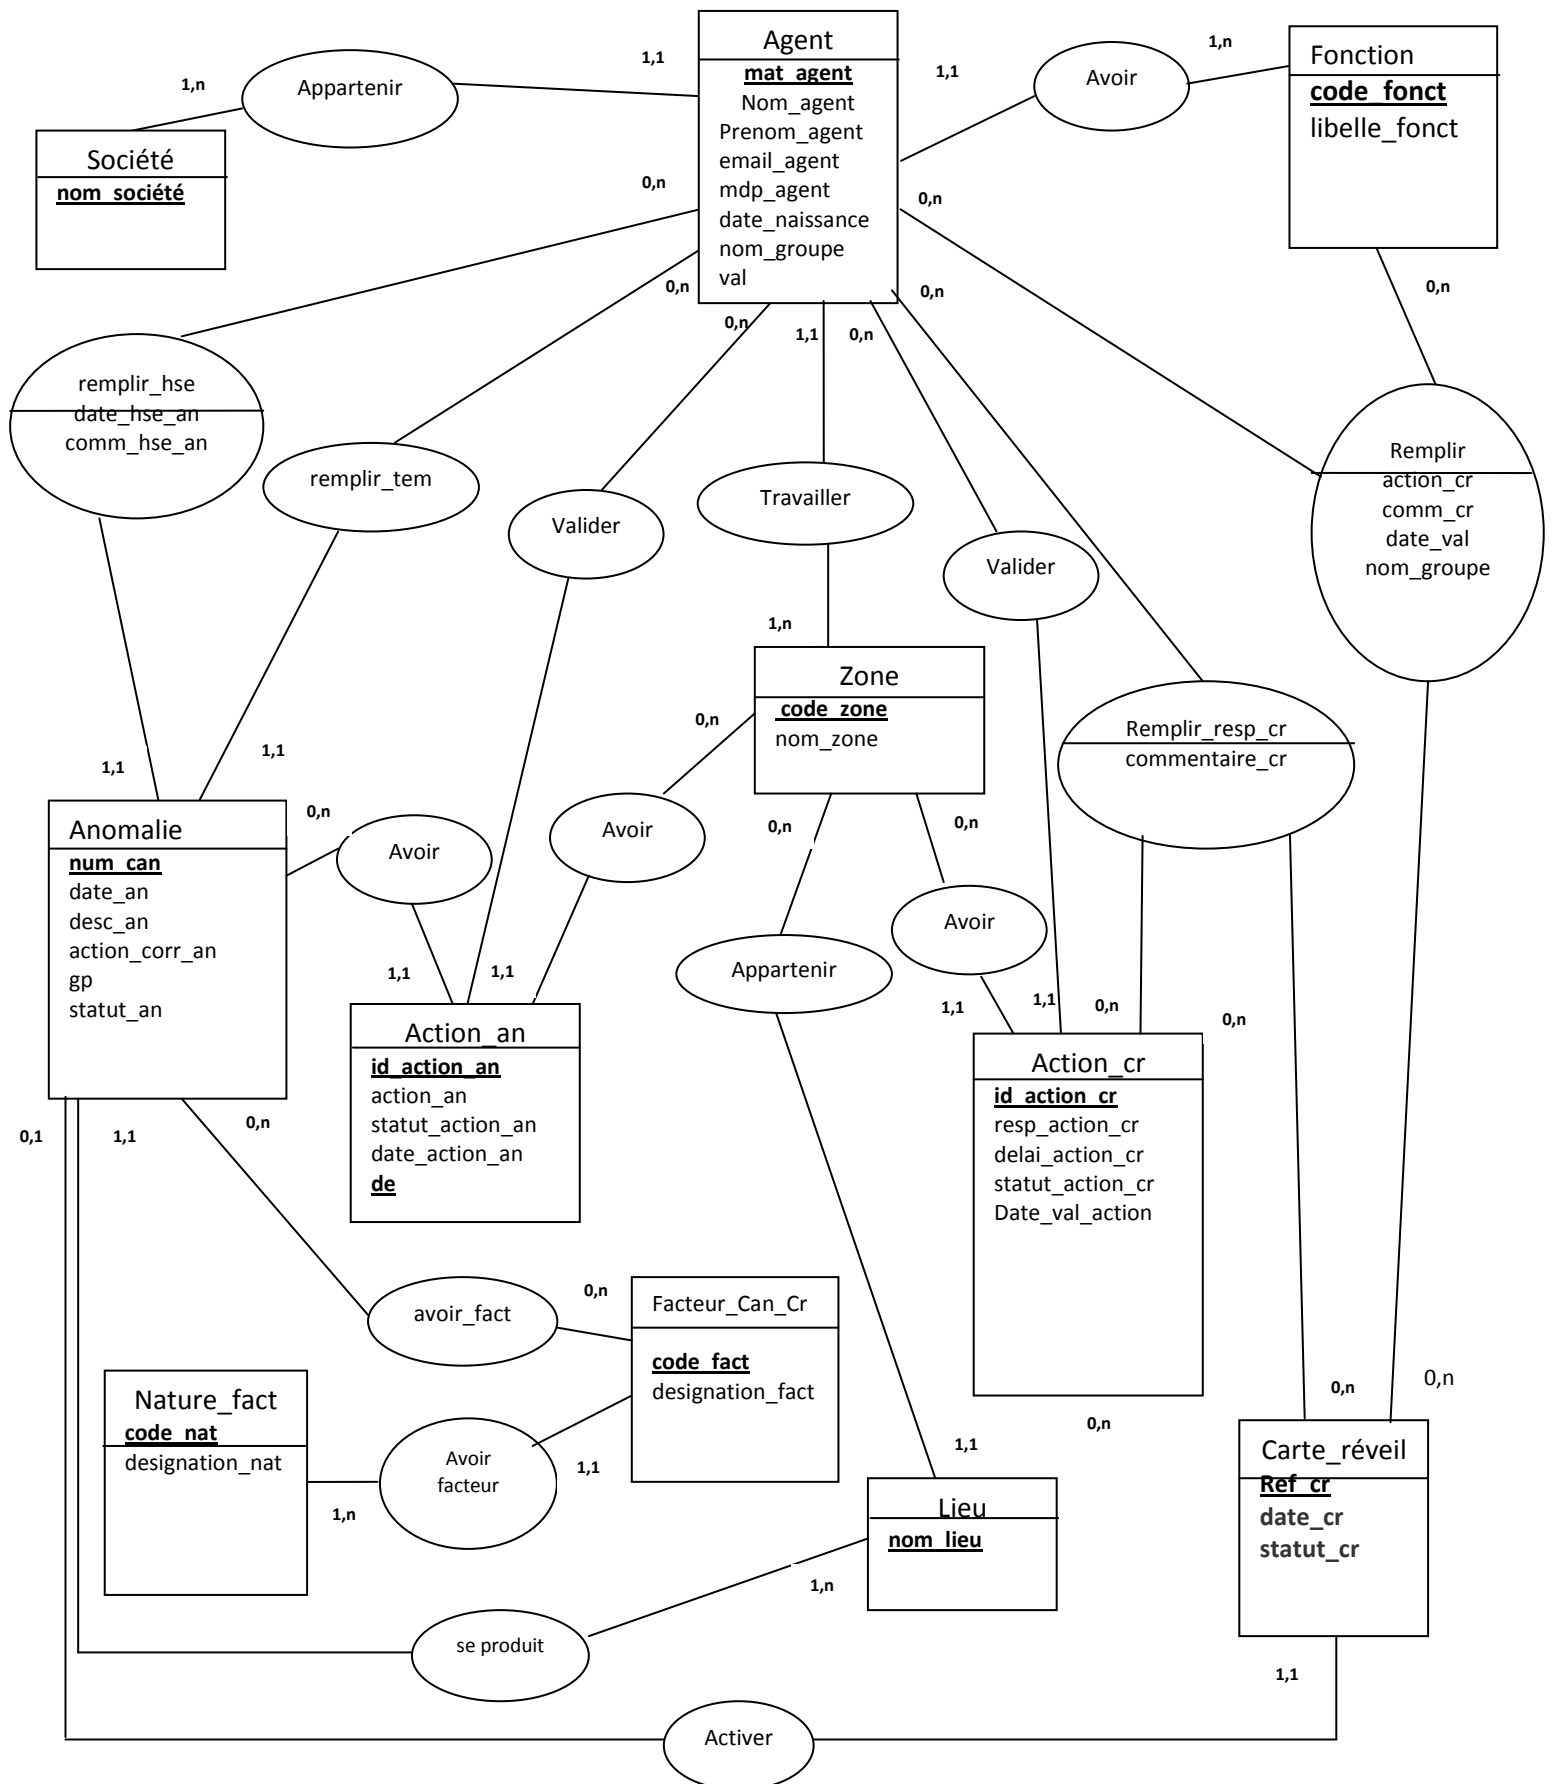 Agent
mat_agent
Nom_agent
Prenom_agent
email_agent
mdp_agent
date_naissance
nom_groupe
val
Fonction
code_fonct
libelle_fonct
Avoir
1,1
1,n
Appartenir
1,n
1,1
Société
nom_société
0,n
0,n
0,n
1,1
0,n
0,n
0,n
0,n
remplir_hse
date_hse_an
comm_hse_an
remplir_tem
Valider
Travailler
Valider
Remplir
action_cr
comm_cr
date_val
nom_groupe
1,n
Zone
code_zone
nom_zone
Remplir_resp_cr
commentaire_cr
1,1
1,1
0,n
Anomalie
num_can
date_an
desc_an
action_corr_an
gp
statut_an
0,n
Avoir
Avoir
0,n
0,n
Appartenir
Avoir
1,1
1,1
1,1
1,1
0,n
0,n
Action_an
id_action_an
action_an
statut_action_an
date_action_an
de
Action_cr
id_action_cr
resp_action_cr
delai_action_cr
statut_action_cr
Date_val_action
0,1
1,1
0,n
avoir_fact
0,n
Facteur_Can_Cr
code_fact
designation_fact
Nature_fact
code_nat
designation_nat
Avoir
facteur
1,n
1,1
1,1
0,n
0,n
0,n
Lieu
nom_lieu
Carte_réveil
Ref_cr
date_cr
statut_cr
1,n
se produit
1,1
Activer